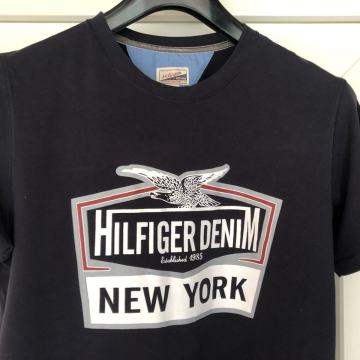 HILFIGER DENIM
Established 1985
NEW YORK